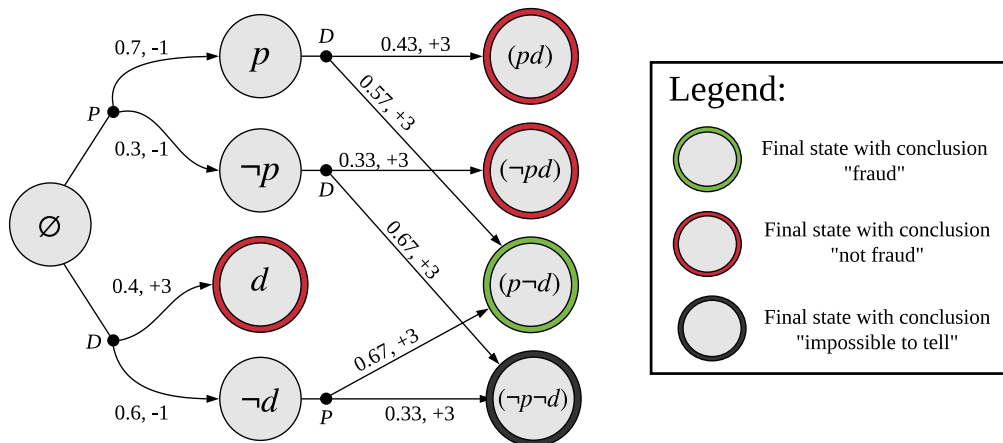 0.7, -1
P
0.3, -1
∅
0.4, +3
D
0.6, -1
p
¬p
d
¬d
D
0.43, +3
0.57, +3
0.33, +3
D
0.67, +3
0.67, +3
P
0.33, +3
(pd)
(¬pd)
(p¬d)
(¬p¬d)
Legend:
Final state with conclusion
"fraud"
Final state with conclusion
"not fraud"
Final state with conclusion
"impossible to tell"